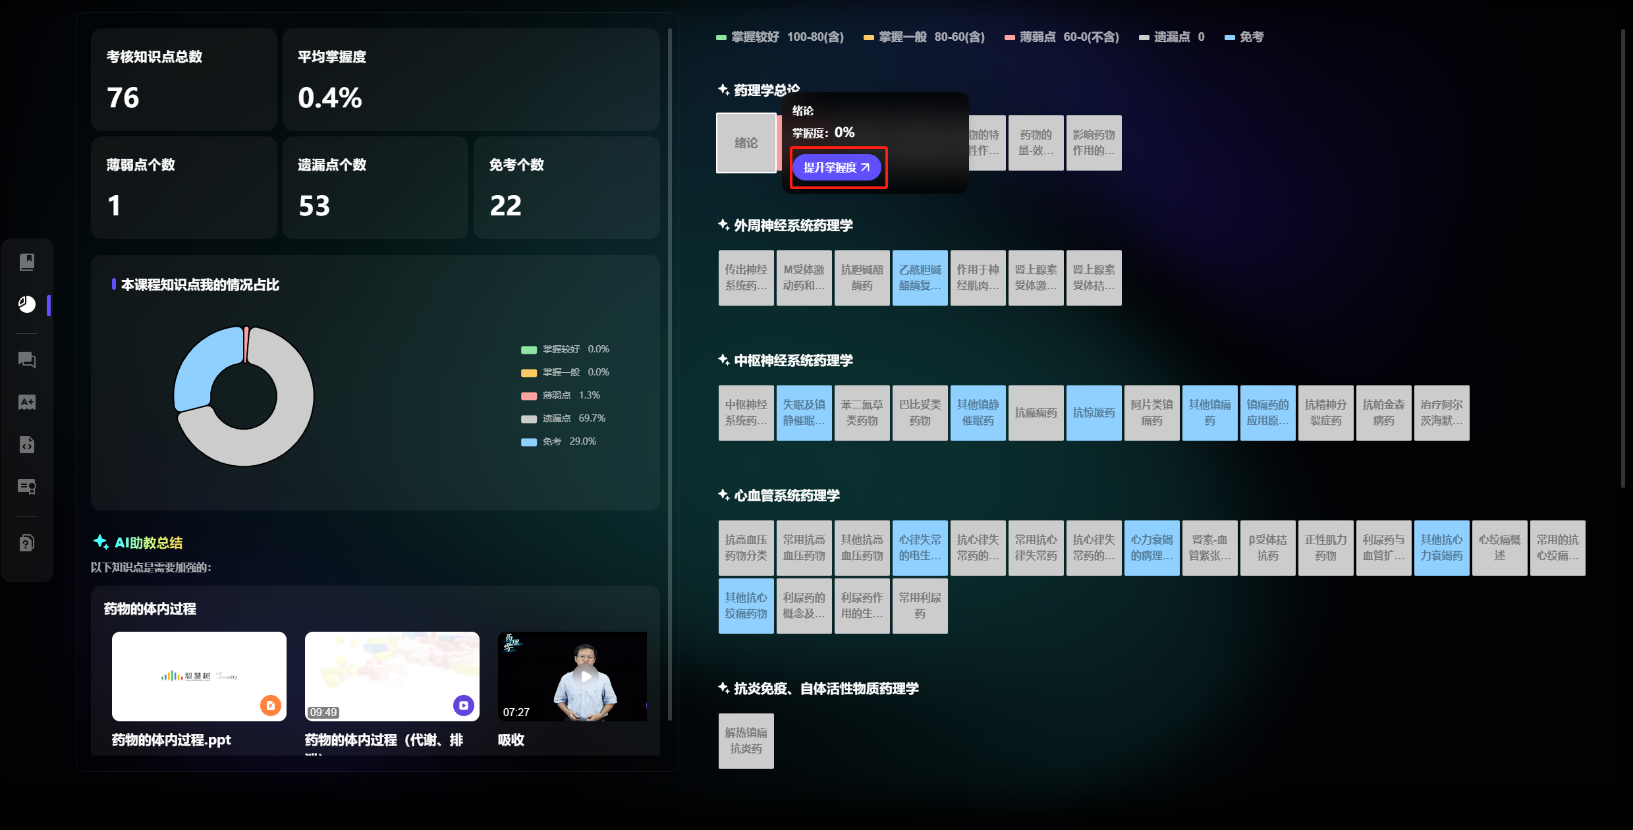 考核知识点总数
76
平均掌握度
0.4%
薄弱点个数
1
遗漏点个数
53
免考个数
22
本课程知识点我的情况占比
掌握较好 0.0%
掌握一般 0.0%
薄弱点 1.3%
遗漏点 69.7%
免考 29.0%
AI助教总结
以下知识点是需要加强的:
药物的体内过程
智慧树
09:49
药理学
07:27
药物的体内过程.ppt
药物的体内过程（代谢、排
吸收
掌握较好 100-80(含)
掌握一般 80-60(含)
薄弱点 60-0(不含)
遗漏点 0
免考
药理学总论
绪论
绪论
掌握度: 0%
提升掌握度
物的特
性作...
药物的
量-效...
影响药物
作用的...
外周神经系统药理学
传出神经
系统药...
M受体激
动药和...
抗胆碱酯
酶药
乙酰胆碱
酯酶复...
作用于神
经肌肉...
肾上腺素
受体激...
肾上腺素
受体拮...
中枢神经系统药理学
中枢神经
系统药...
失眠及镇
静催眠...
苯二氮䓬
类药物
巴比妥类
药物
其他镇静
催眠药
抗癫痫药
抗惊厥药
阿片类镇
痛药
其他镇痛
药
镇痛药的
应用原...
抗精神分
裂症药
抗帕金森
病药
治疗阿尔
茨海默...
心血管系统药理学
抗高血压
药物分类
常用抗高
血压药物
其他抗高
血压药物
心律失常
的电生...
抗心律失
常药的...
常用抗心
律失常药
抗心律失
常药的...
心力衰竭
的病理...
肾素-血
管紧张...
β受体拮
抗药
正性肌力
药物
利尿药与
血管扩...
其他抗心
力衰竭药
心绞痛概
述
常用的抗
心绞痛...
其他抗心
绞痛药物
利尿药的
概念及...
利尿药作
用的生...
常用利尿
药
抗炎免疫、自体活性物质药理学
解热镇痛
抗炎药